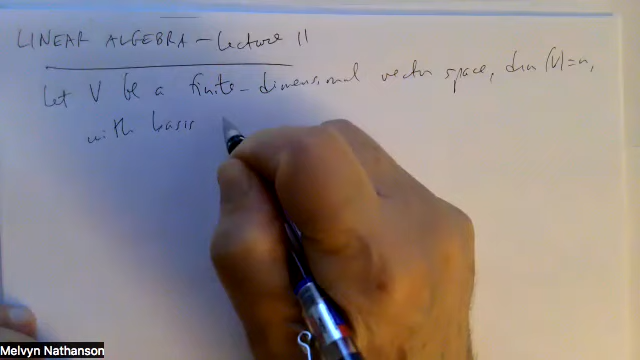 LINEAR ALGEBRA - Lecture 11
Let V be a finite-dimensional vector space, dim(V)=n,
with basis
Melvyn Nathanson